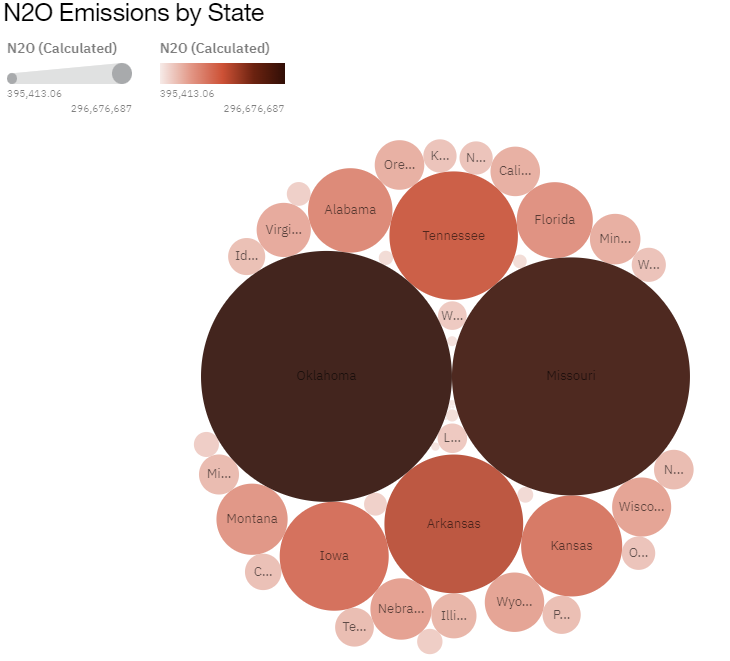 N2O Emissions by State
N2O (Calculated) N2O (Calculated)
395,413.06 395,413.06
296,676,687 296,676,687
Ore... K... N... Cali...
Alabama Tennessee Florida
Virgi... Min...
Id... W...
W...
Oklahoma Missouri
L...
Mi... N...
Montana Arkansas Wisco...
Iowa Kansas O...
C...
Nebra... Illi... Wyo... P...
Te...